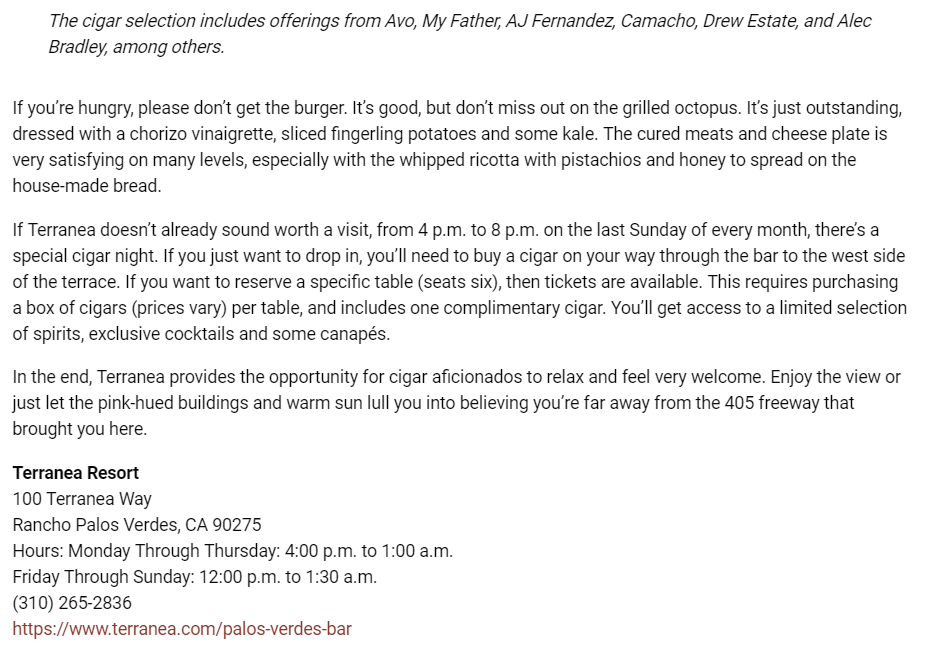 The cigar selection includes offerings from Avo, My Father, AJ Fernandez, Camacho, Drew Estate, and Alec
Bradley, among others.
If you’re hungry, please don’t get the burger. It’s good, but don’t miss out on the grilled octopus. It’s just outstanding,
dressed with a chorizo vinaigrette, sliced fingerling potatoes and some kale. The cured meats and cheese plate is
very satisfying on many levels, especially with the whipped ricotta with pistachios and honey to spread on the
house-made bread.
If Terranea doesn’t already sound worth a visit, from 4 p.m. to 8 p.m. on the last Sunday of every month, there’s a
special cigar night. If you just want to drop in, you’ll need to buy a cigar on your way through the bar to the west side
of the terrace. If you want to reserve a specific table (seats six), then tickets are available. This requires purchasing
a box of cigars (prices vary) per table, and includes one complimentary cigar. You’ll get access to a limited selection
of spirits, exclusive cocktails and some canapés.
In the end, Terranea provides the opportunity for cigar aficionados to relax and feel very welcome. Enjoy the view or
just let the pink-hued buildings and warm sun lull you into believing you’re far away from the 405 freeway that
brought you here.
Terranea Resort
100 Terranea Way
Rancho Palos Verdes, CA 90275
Hours: Monday Through Thursday: 4:00 p.m. to 1:00 a.m.
Friday Through Sunday: 12:00 p.m. to 1:30 a.m.
(310) 265-2836
https://www.terranea.com/palos-verdes-bar